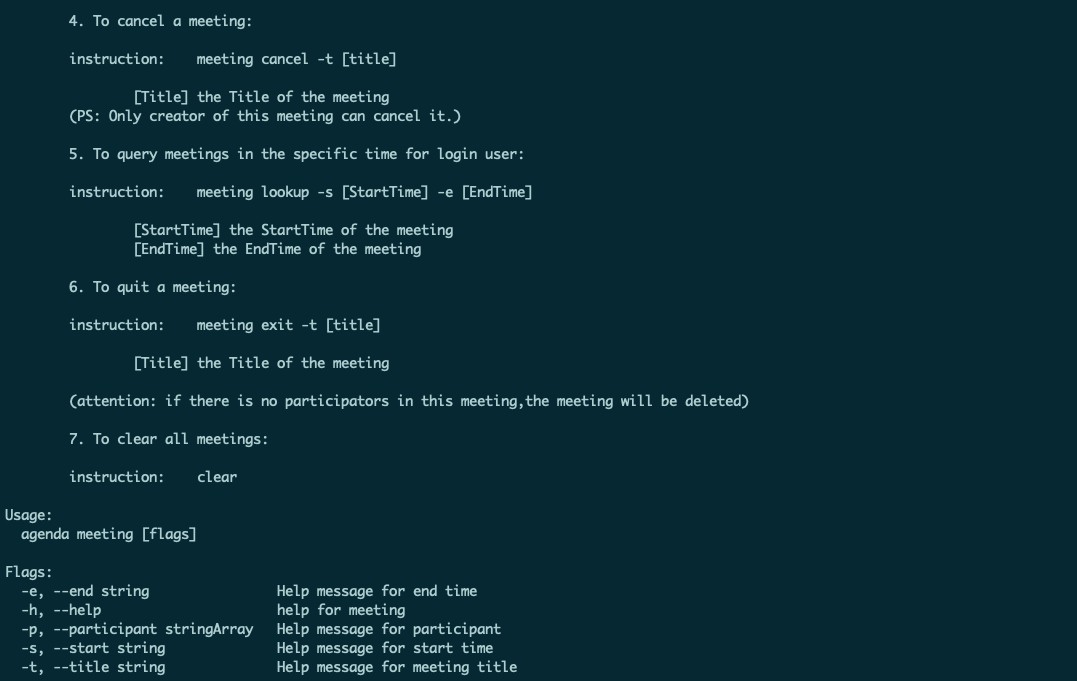 4. To cancel a meeting:
instruction:    meeting cancel -t [title]
[Title] the Title of the meeting
(PS: Only creator of this meeting can cancel it.)
5. To query meetings in the specific time for login user:
instruction:    meeting lookup -s [StartTime] -e [EndTime]
[StartTime] the StartTime of the meeting
[EndTime] the EndTime of the meeting
6. To quit a meeting:
instruction:    meeting exit -t [title]
[Title] the Title of the meeting
(attention: if there is no participators in this meeting,the meeting will be deleted)
7. To clear all meetings:
instruction:    clear
Usage:
agenda meeting [flags]
Flags:
-e, --end string                Help message for end time
-h, --help                      help for meeting
-p, --participant stringArray   Help message for participant
-s, --start string              Help message for start time
-t, --title string              Help message for meeting title